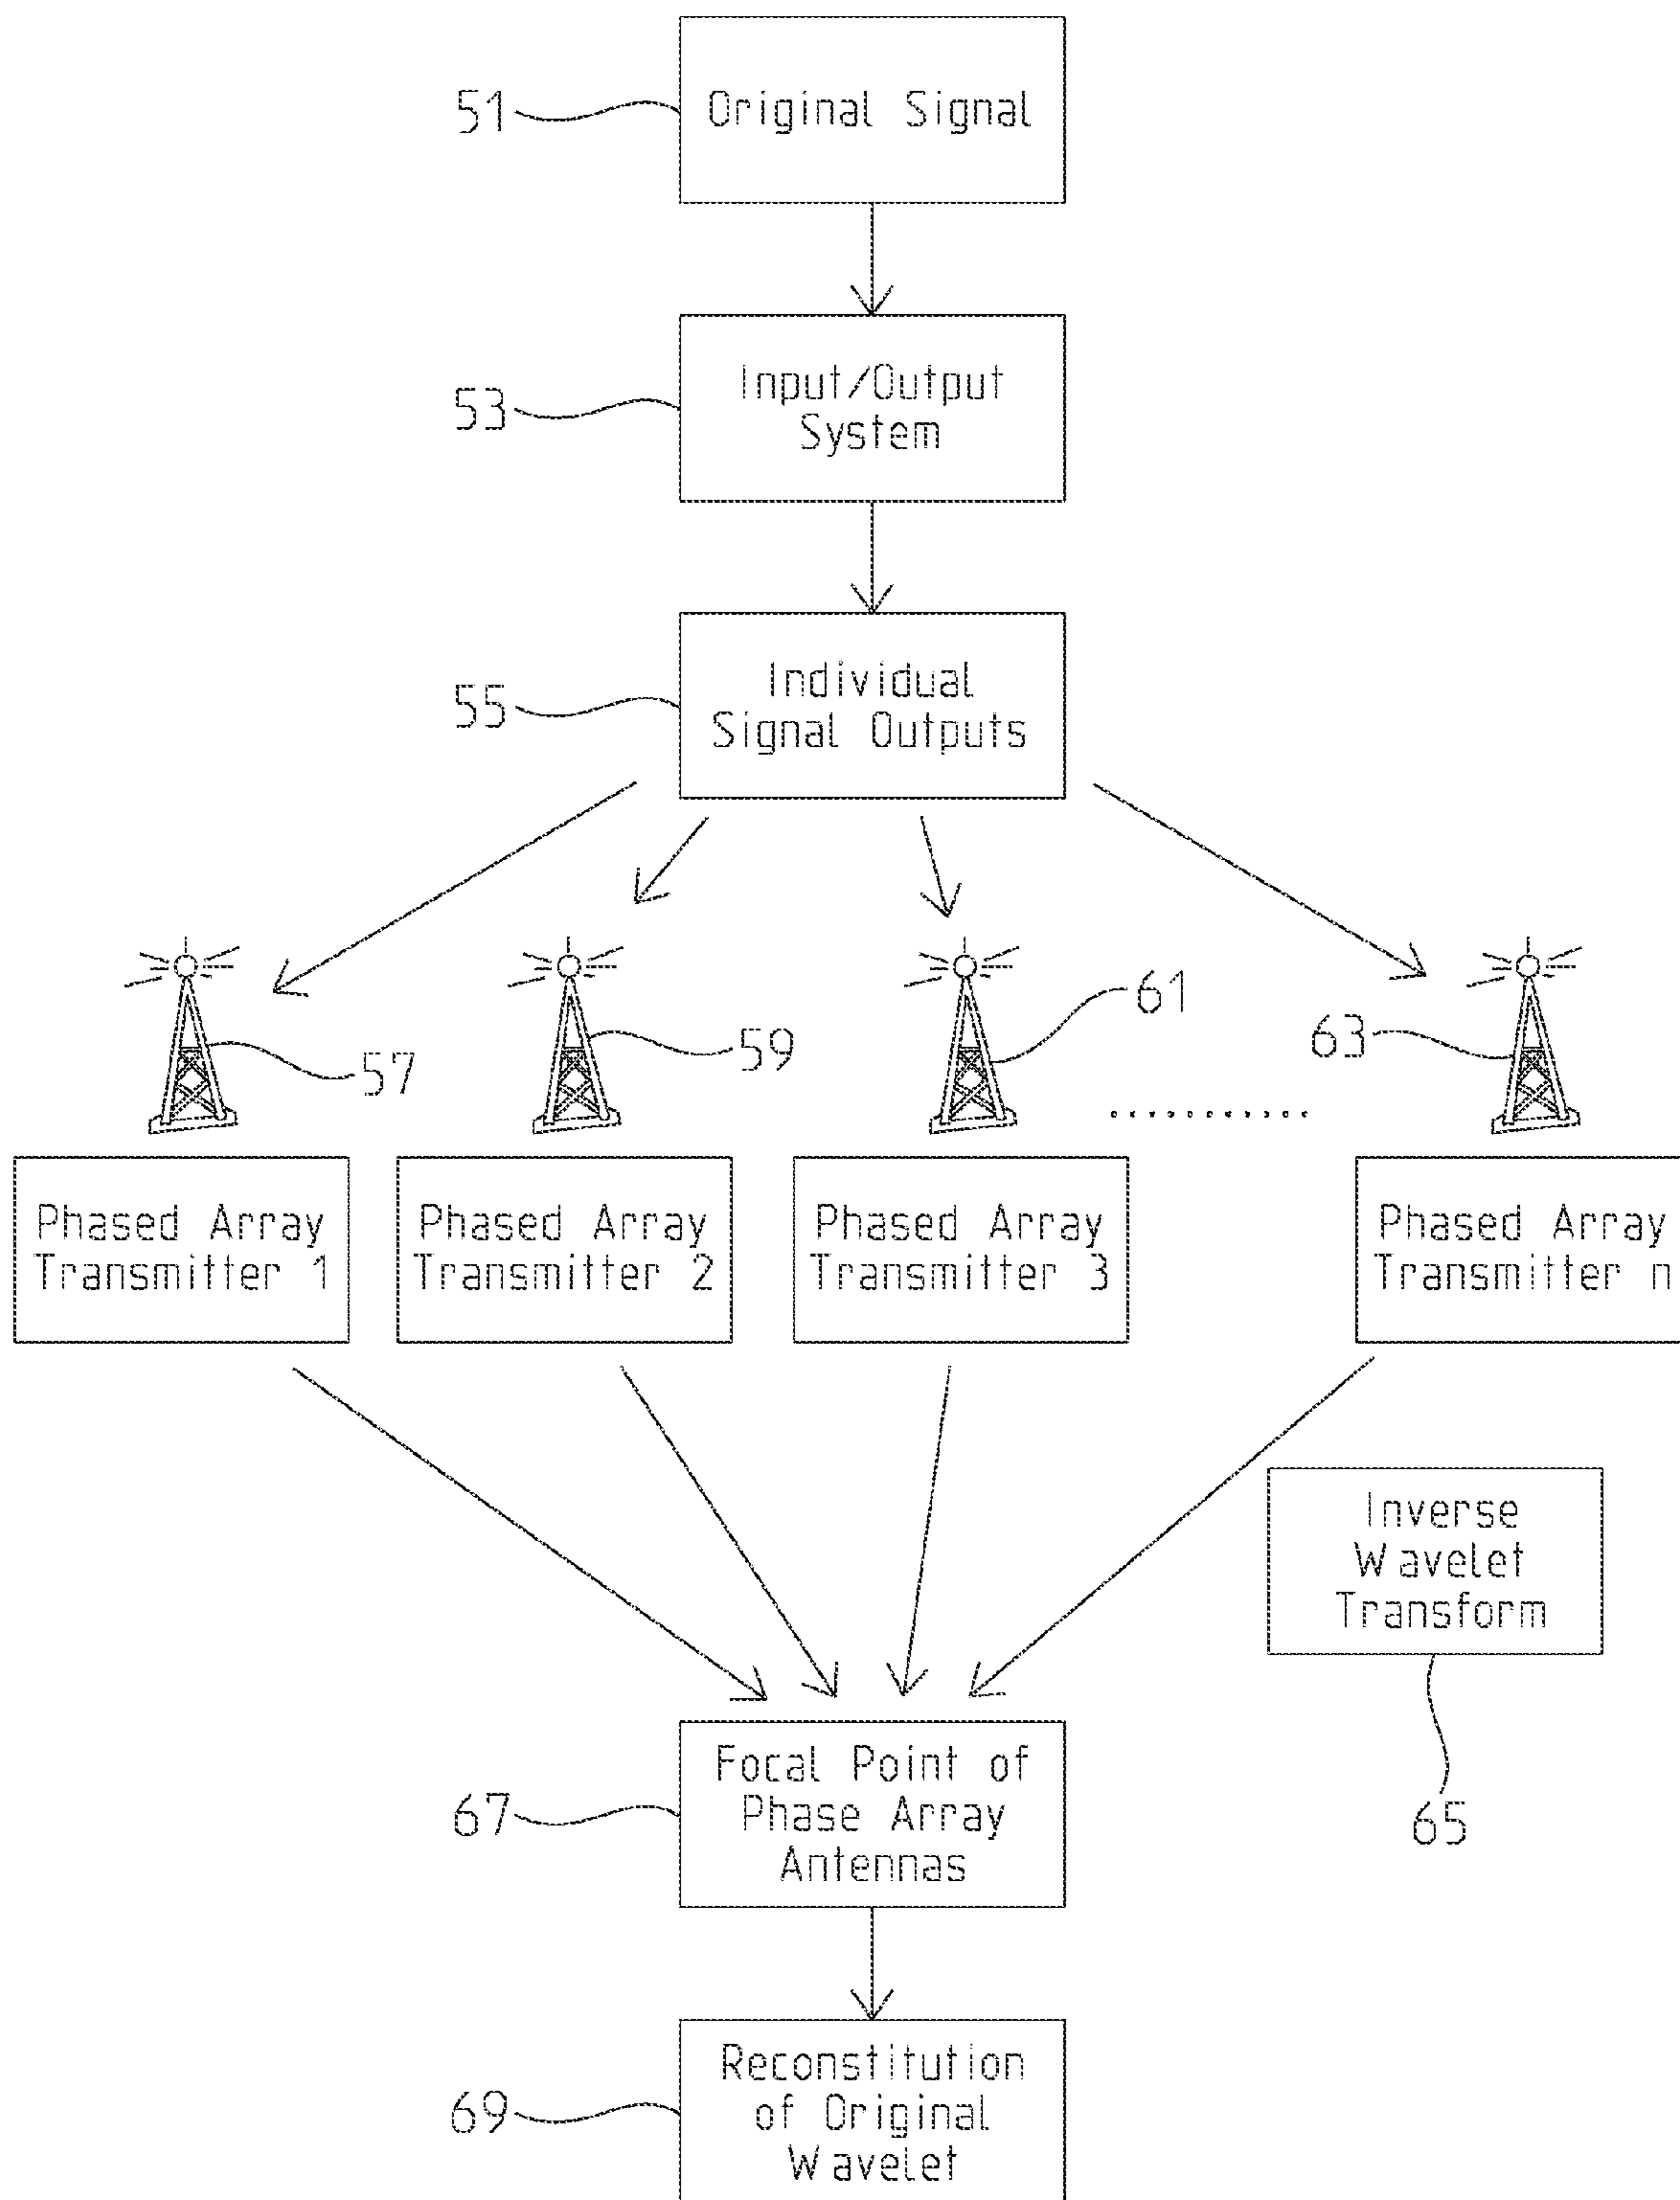 51
Original Signal
53
Input/Output
System
55
Individual
Signal Outputs
57
59
61
63
Phased Array
Transmitter 1
Phased Array
Transmitter 2
Phased Array
Transmitter 3
Phased Array
Transmitter n
Inverse
Wavelet
Transform
65
67
Focal Point of
Phase Array
Antennas
69
Reconstitution
of Original
Wavelet